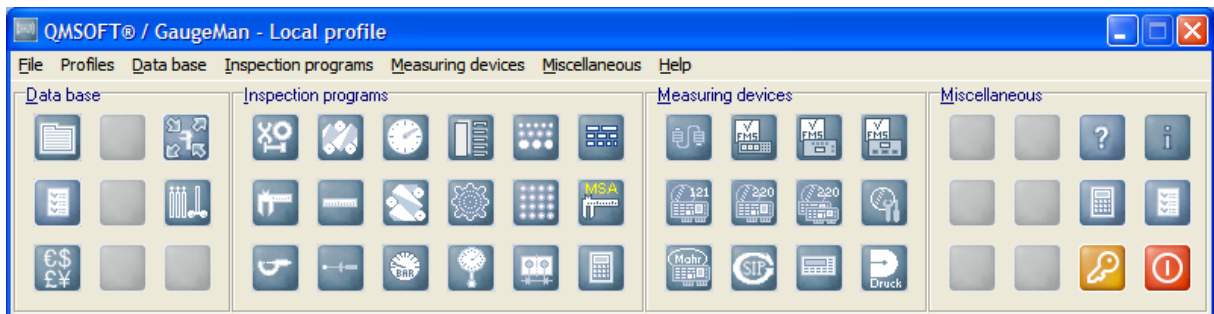 QMSOFT® / GaugeMan - Local profile
File Profiles Data base Inspection programs Measuring devices Miscellaneous Help
Data base Inspection programs Measuring devices Miscellaneous
√ FMS √ FMS √ FMS ? i
MSA 121 220 220
€$ £¥ BAR Mahr SIP Druck